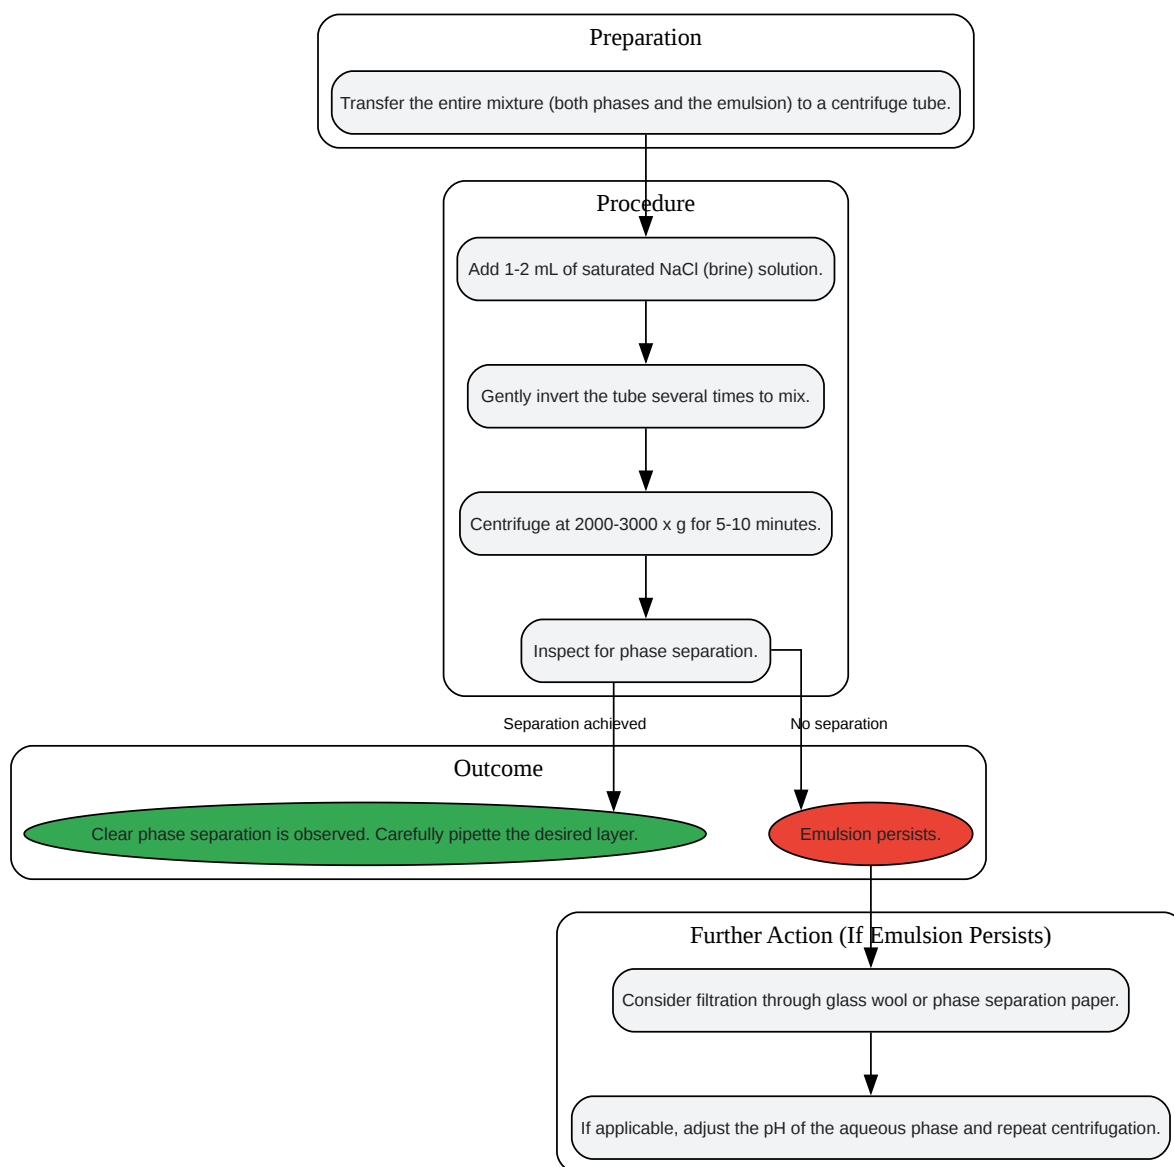 Preparation
Transfer the entire mixture (both phases and the emulsion) to a centrifuge tube.
Procedure
Add 1-2 mL of saturated NaCl (brine) solution.
Gently invert the tube several times to mix.
Centrifuge at 2000-3000 x g for 5-10 minutes.
Inspect for phase separation.
Separation achieved
No separation
Outcome
Clear phase separation is observed. Carefully pipette the desired layer.
Emulsion persists.
Further Action (If Emulsion Persists)
Consider filtration through glass wool or phase separation paper.
If applicable, adjust the pH of the aqueous phase and repeat centrifugation.